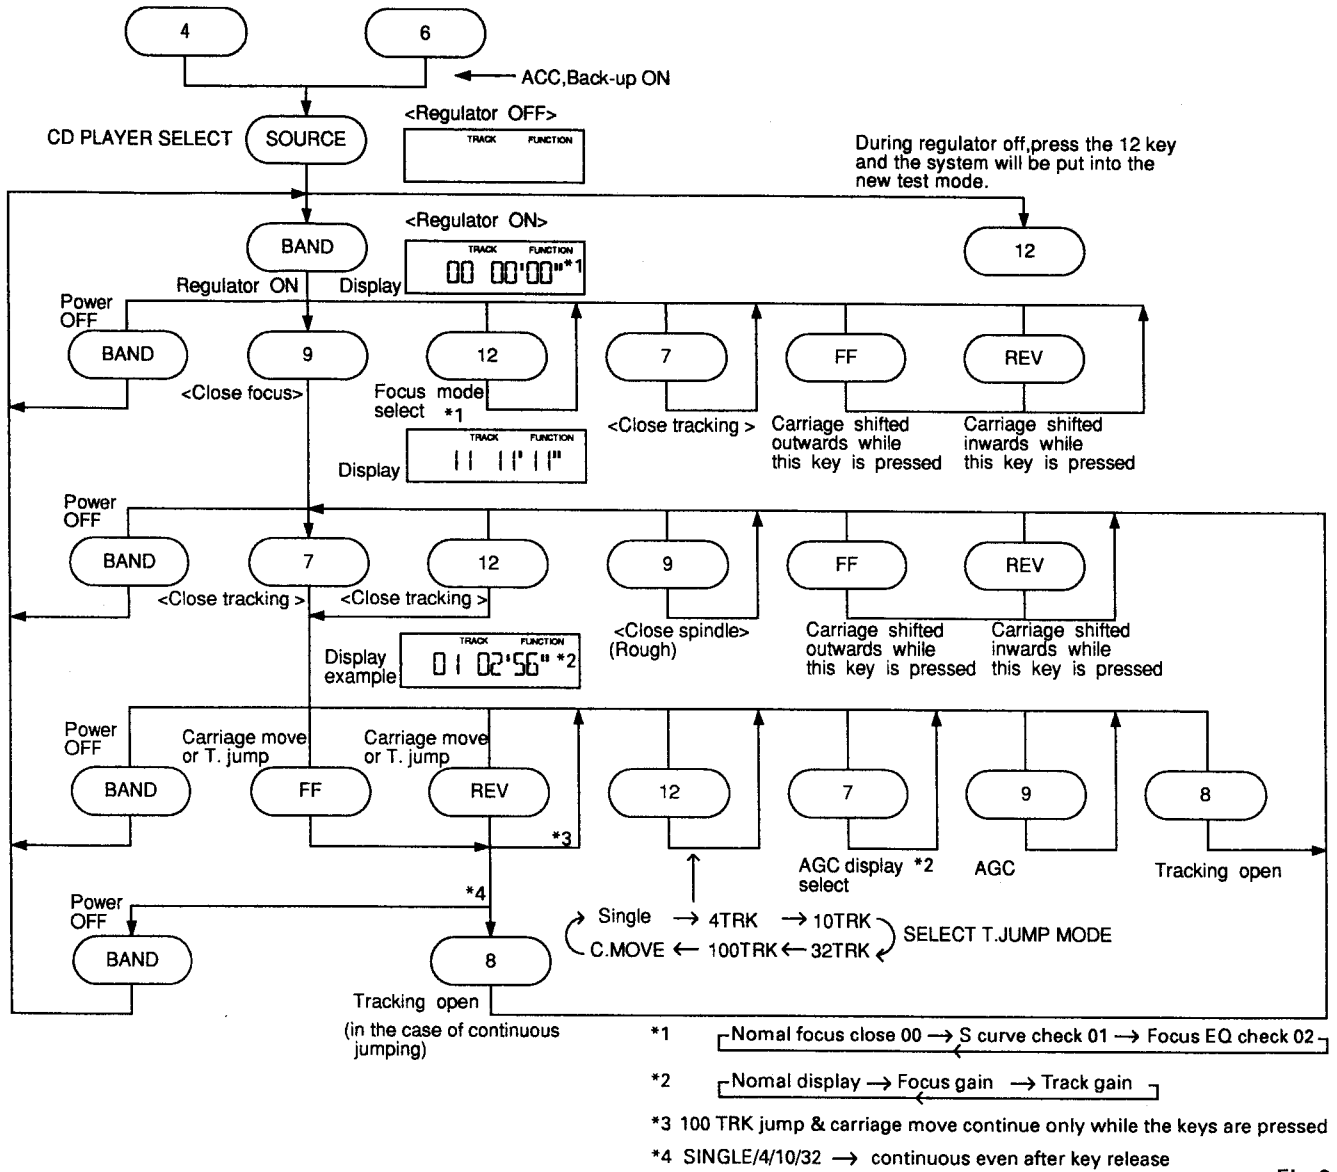 4
6
ACC,Back-up ON
<Regulator OFF>
CD PLAYER SELECT
SOURCE
TRACK FUNCTION
During regulator off,press the 12 key
and the system will be put into the
new test mode.
<Regulator ON>
BAND
TRACK FUNCTION
00 00'00"*1
12
Regulator ON
Display
Power
OFF
BAND
9
12
7
FF
REV
<Close focus>
Focus mode
select *1
<Close tracking >
Carriage shifted
outwards while
this key is pressed
Carriage shifted
inwards while
this key is pressed
Display
TRACK FUNCTION
11 11'11"
Power
OFF
BAND
7
12
9
FF
REV
<Close tracking >
<Close tracking >
<Close spindle>
(Rough)
Carriage shifted
outwards while
this key is pressed
Carriage shifted
inwards while
this key is pressed
Display
example
TRACK FUNCTION
01 02'56" *2
Power
OFF
Carriage move
or T. jump
Carriage move
or T. jump
BAND
FF
REV
12
7
9
8
*3
AGC display *2
select
AGC
Tracking open
*4
Power
OFF
Single → 4TRK → 10TRK
C.MOVE ← 100TRK ← 32TRK
SELECT T.JUMP MODE
BAND
8
Tracking open
(in the case of continuous
jumping)
*1 Nomal focus close 00 → S curve check 01 → Focus EQ check 02
*2 Nomal display → Focus gain → Track gain
*3 100 TRK jump & carriage move continue only while the keys are pressed
*4 SINGLE/4/10/32 → continuous even after key release